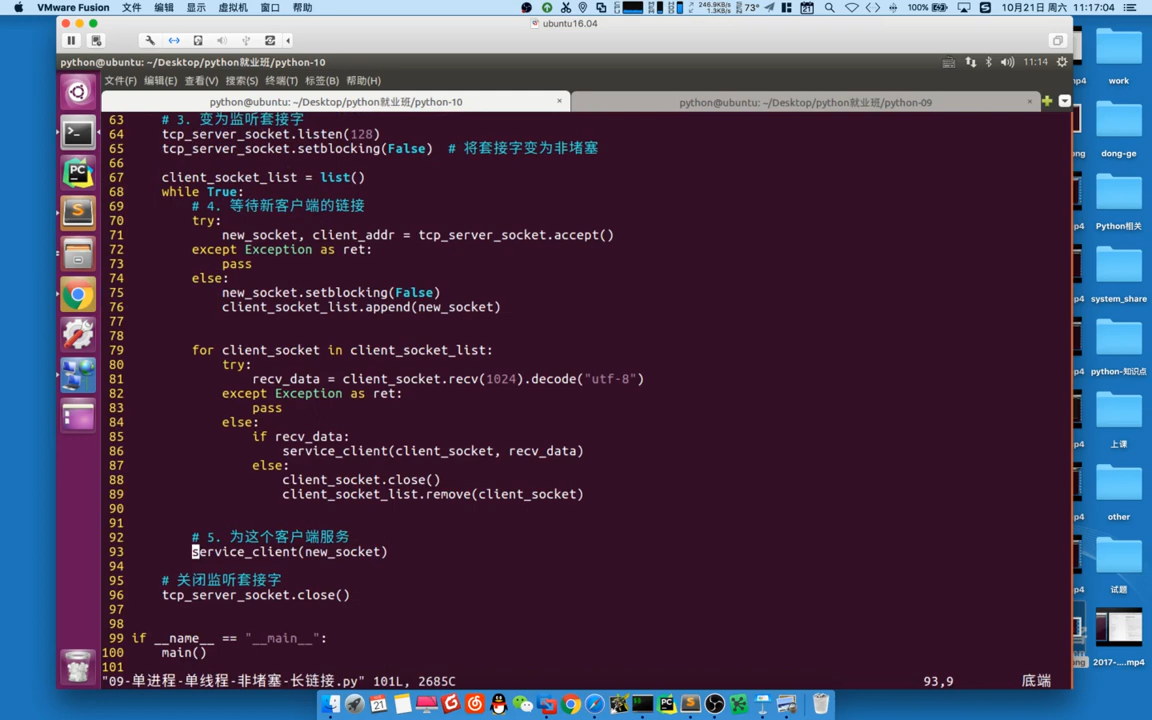 VMware Fusion 文件 编辑 显示 虚拟机 窗口 帮助 246.9KB/s 1.3KB/s 73° 21 100% 10月21日 周六 11:17:04
ubuntu16.04
python@ubuntu: ~/Desktop/python就业班/python-10 11:14
文件(F) 编辑(E) 查看(V) 搜索(S) 终端(T) 标签(B) 帮助(H)
python@ubuntu: ~/Desktop/python就业班/python-10 × python@ubuntu: ~/Desktop/python就业班/python-09 ×
63 # 3. 变为监听套接字
64 tcp_server_socket.listen(128)
65 tcp_server_socket.setblocking(False) # 将套接字变为非堵塞
66
67 client_socket_list = list()
68 while True:
69 # 4. 等待新客户端的链接
70 try:
71 new_socket, client_addr = tcp_server_socket.accept()
72 except Exception as ret:
73 pass
74 else:
75 new_socket.setblocking(False)
76 client_socket_list.append(new_socket)
77
78
79 for client_socket in client_socket_list:
80 try:
81 recv_data = client_socket.recv(1024).decode("utf-8")
82 except Exception as ret:
83 pass
84 else:
85 if recv_data:
86 service_client(client_socket, recv_data)
87 else:
88 client_socket.close()
89 client_socket_list.remove(client_socket)
90
91
92 # 5. 为这个客户端服务
93 service_client(new_socket)
94
95 # 关闭监听套接字
96 tcp_server_socket.close()
97
98
99 if __name__ == "__main__":
100 main()
101
"09-单进程-单线程-非堵塞-长链接.py" 101L, 2685C 93,9 底端
work
dong-ge
Python相关
system_share
python-知识点
上课
other
试题
2017-....mp4